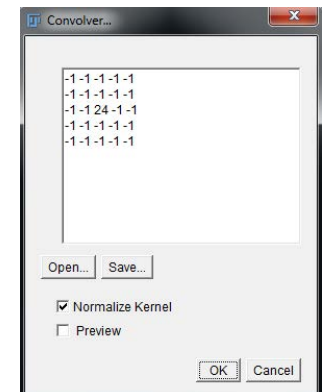 Convolver...
-1 -1 -1 -1 -1
-1 -1 -1 -1 -1
-1 -1 24 -1 -1
-1 -1 -1 -1 -1
-1 -1 -1 -1 -1
Open... Save...
Normalize Kernel
Preview
OK Cancel